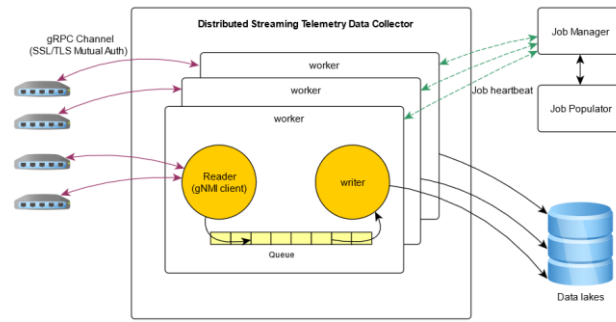 Distributed Streaming Telemetry Data Collector
gRPC Channel
(SSL/TLS Mutual Auth)
worker
worker
worker
Reader
(gNMI client)
writer
Queue
Job heartbeat
Job Manager
Job Populator
Data lakes